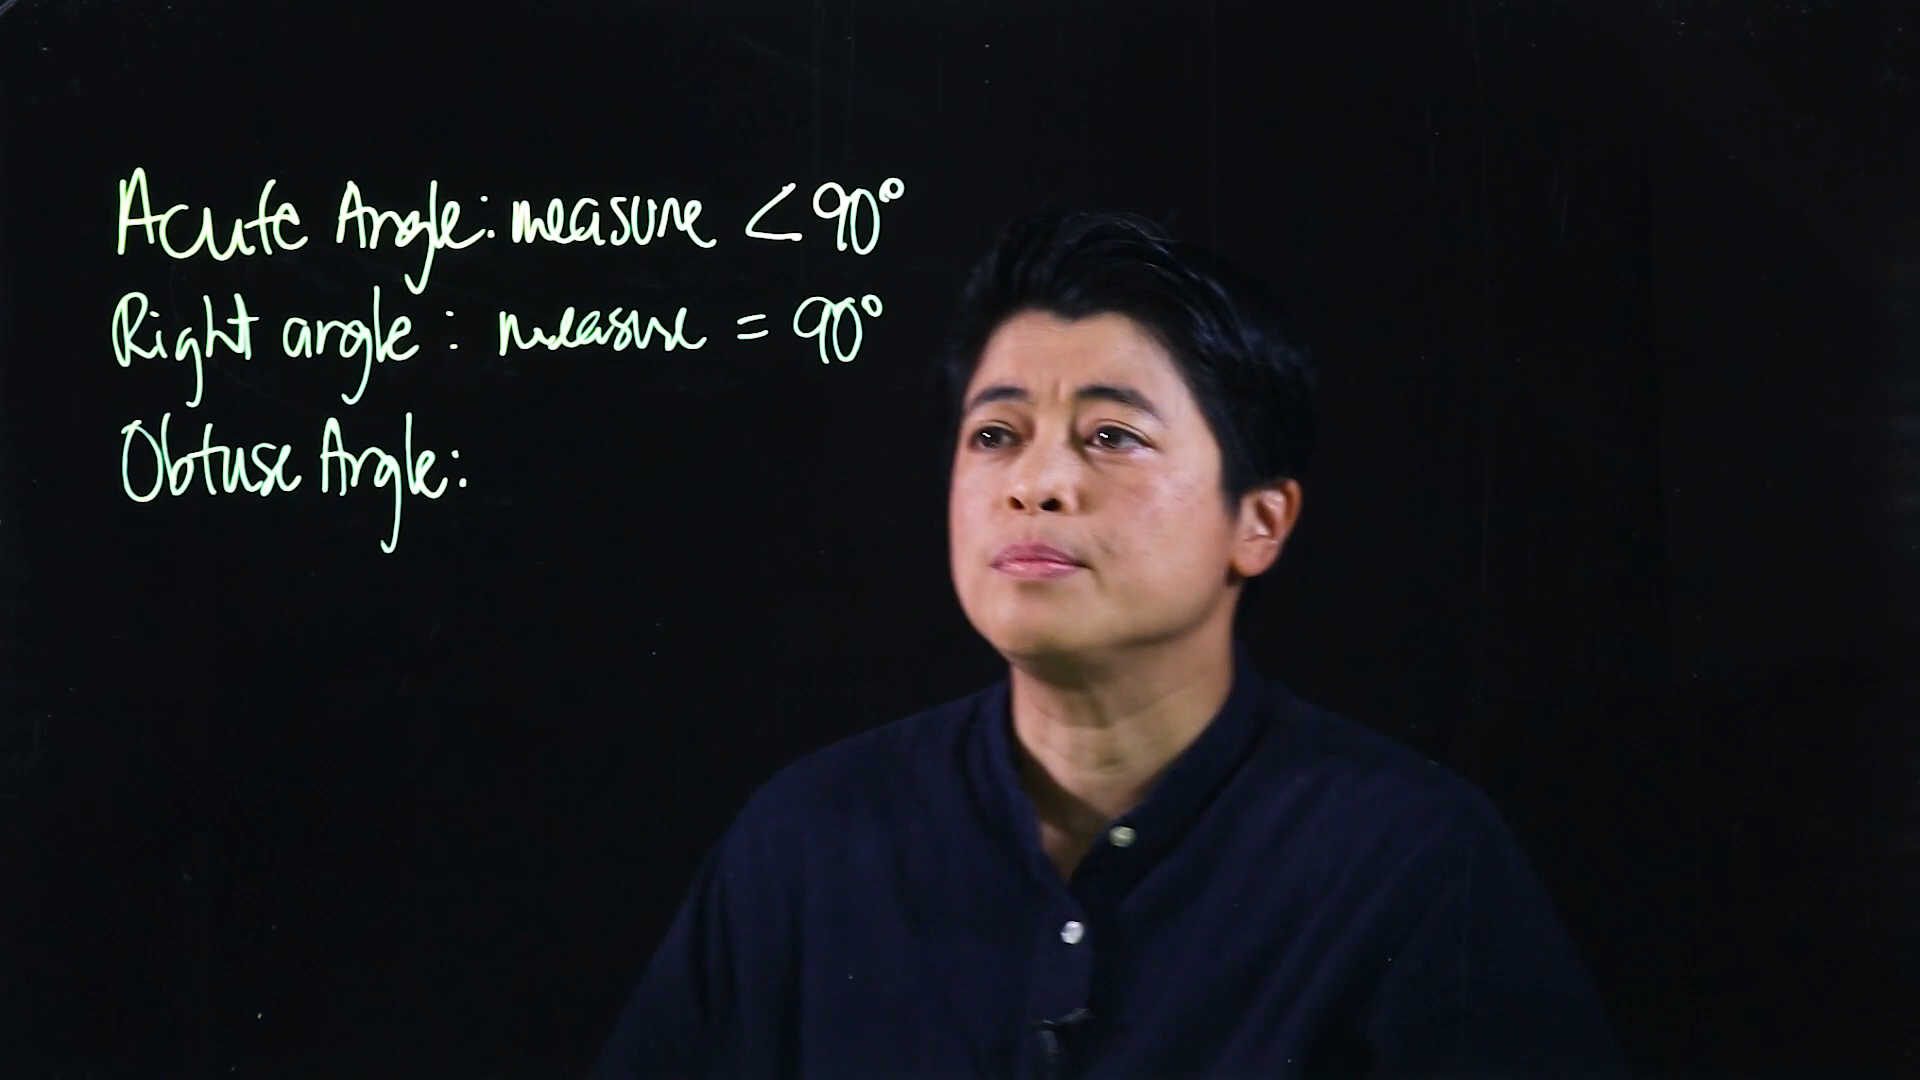 Acute Angle: measure < 90°
Right angle: measure = 90°
Obtuse Angle: